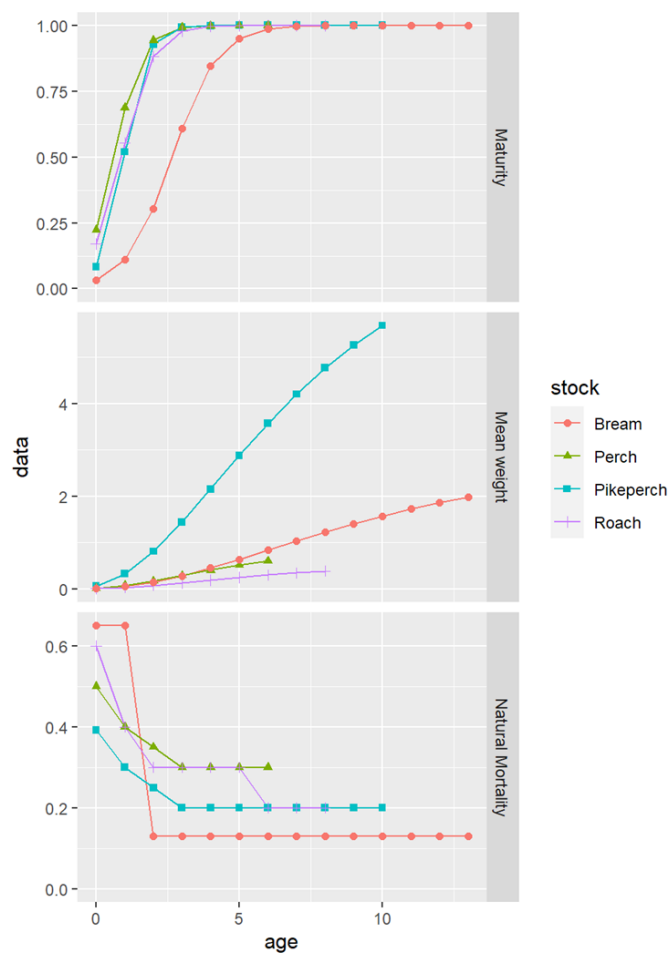 1.00
0.75
0.50
0.25
0.00
Maturity
4
2
0
Mean weight
data
0.6
0.4
0.2
0.0
Natural Mortality
0
5
10
age
stock
Bream
Perch
Pikeperch
Roach